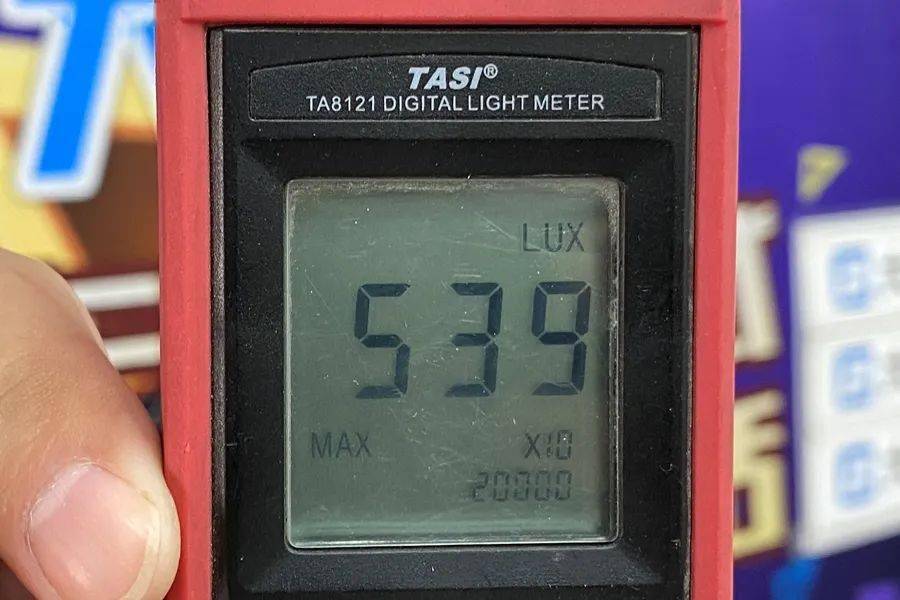 TASI®
TA8121 DIGITAL LIGHT METER
LUX
539
MAX X10
20000